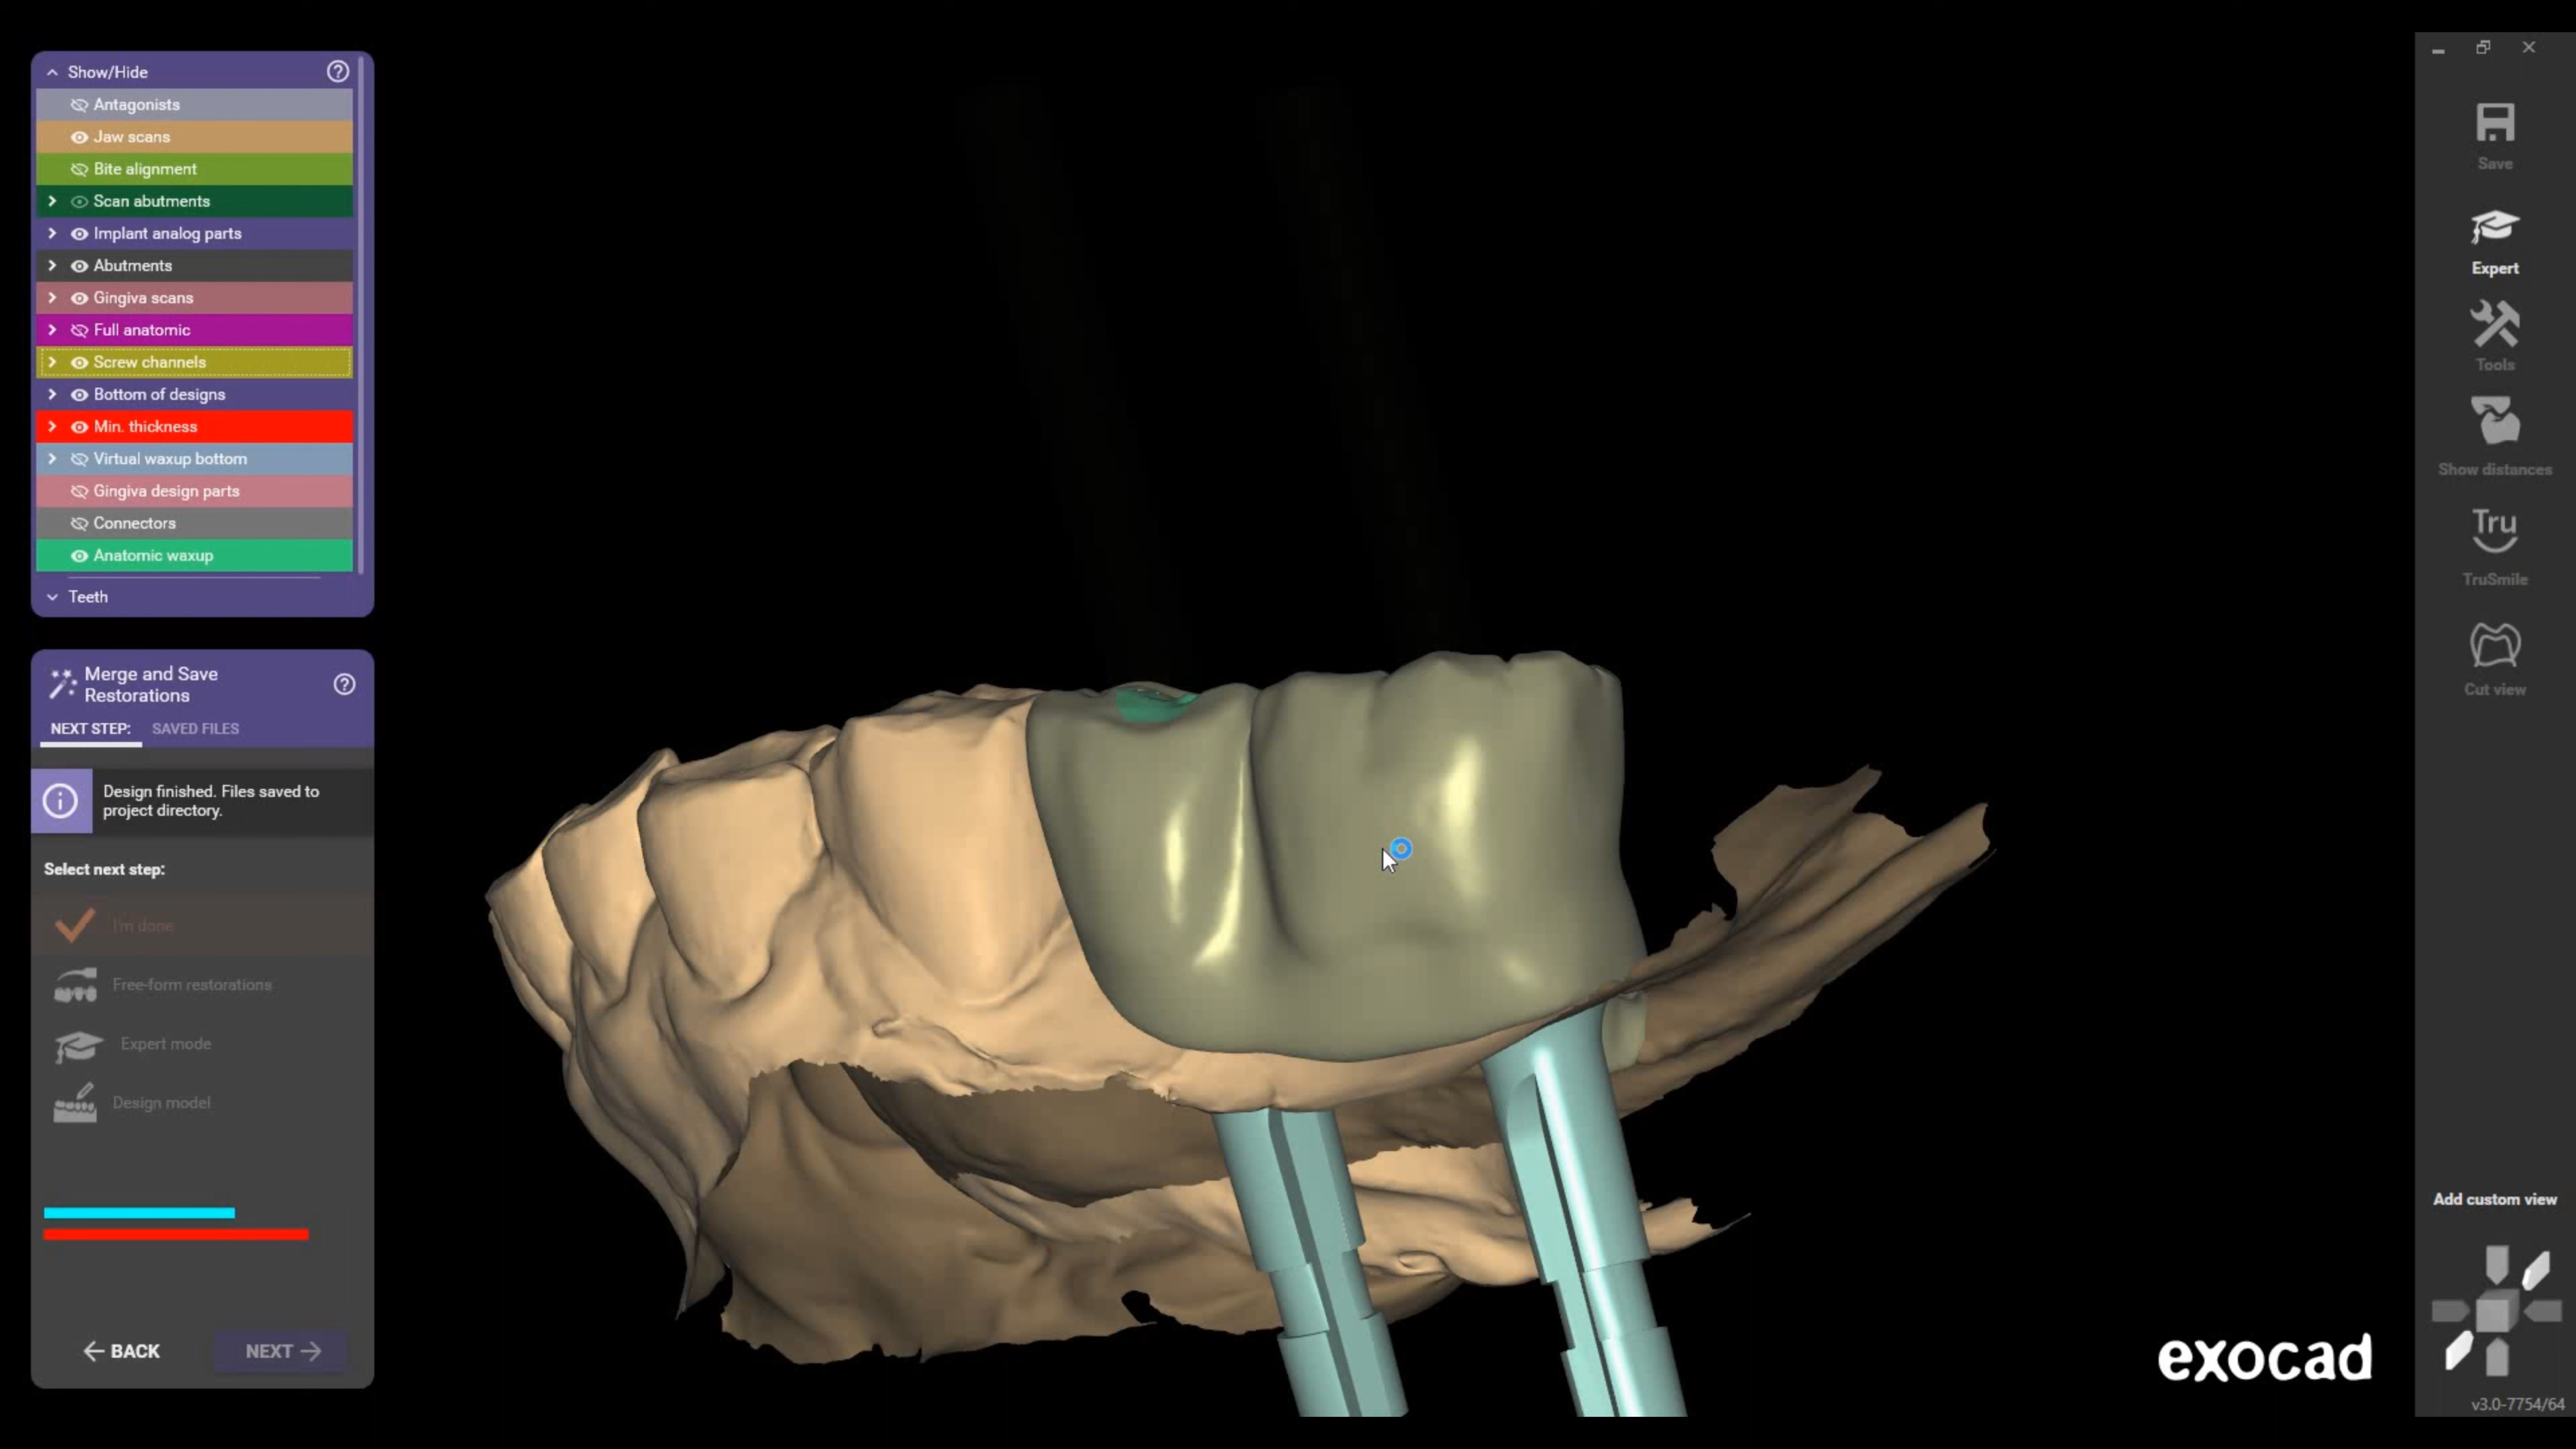 Show/Hide
Antagonists
Jaw scans
Bite alignment
Scan abutments
Implant analog parts
Abutments
Gingiva scans
Full anatomic
Screw channels
Bottom of designs
Min. thickness
Virtual waxup bottom
Gingiva design parts
Connectors
Anatomic waxup
Teeth
Merge and Save
Restorations
NEXT STEP: SAVED FILES
Design finished. Files saved to
project directory.
Select next step:
I'm done
Free-form restorations
Expert mode
Design model
BACK NEXT
Save
Expert
Tools
Show distances
Tru
TruSmile
Cut view
Add custom view
exocad
v3.0-7754/64